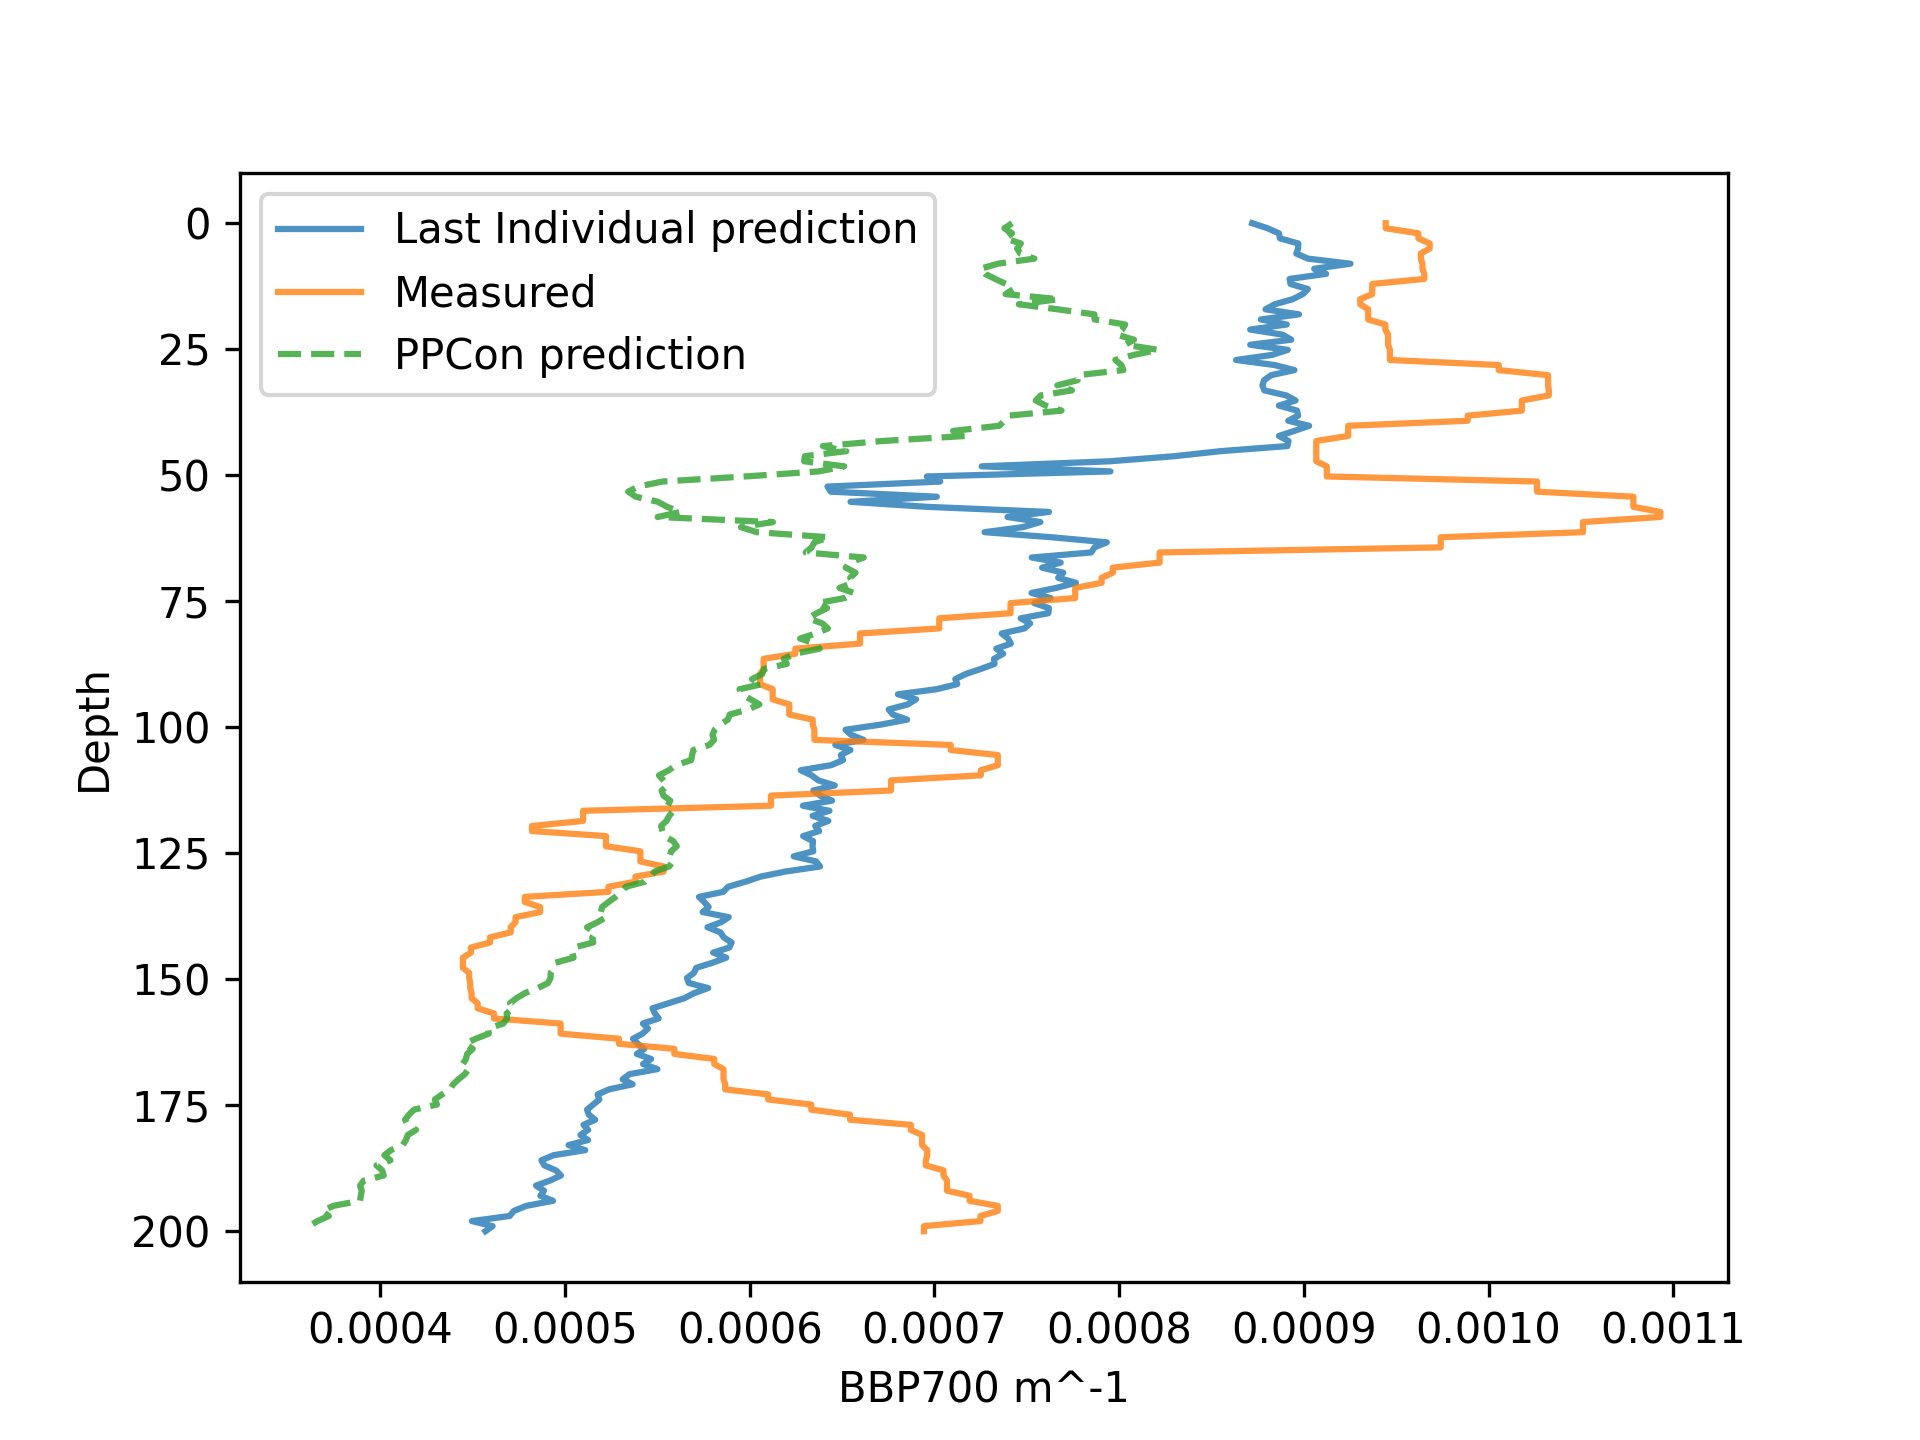 Last Individual prediction
Measured
PPCon prediction
0
25
50
75
100
125
150
175
200
Depth
0.0004 0.0005 0.0006 0.0007 0.0008 0.0009 0.0010 0.0011
BBP700 m^-1